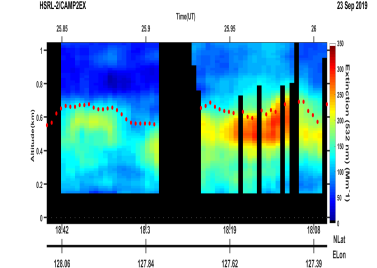 HSRL-2/CAMP2EX 23 Sep 2019
Time(UT)
25.85 25.9 25.95 26
1
0.8
0.6
0.4
0.2
0
Altitude(Km)
350
300
250
200
150
100
50
0
Extinction (532 nm) (Mm⁻¹)
18.42 18.3 18.19 18.08
NLat
ELon
128.06 127.84 127.62 127.39